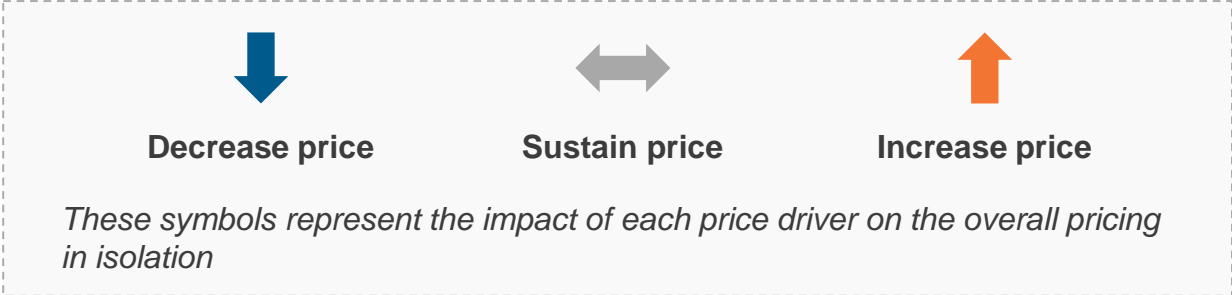 Decrease price
Sustain price
Increase price
These symbols represent the impact of each price driver on the overall pricing
in isolation